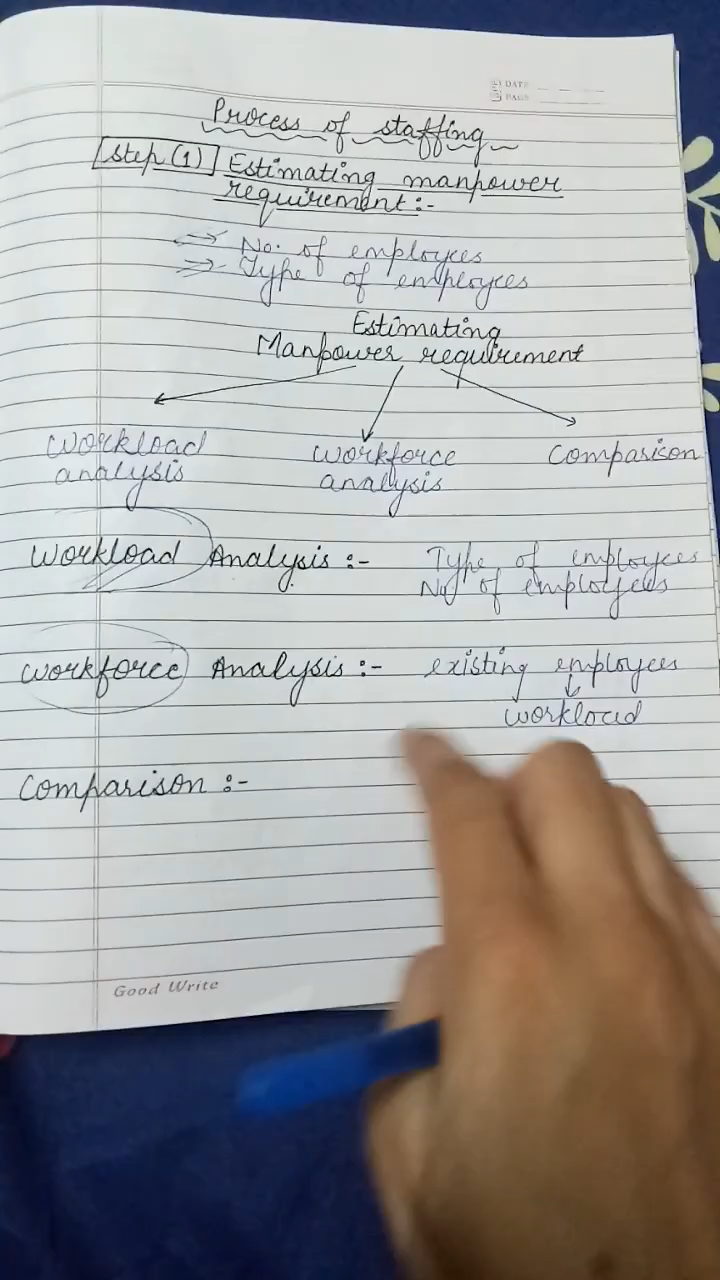 DATE
PAGE
Process of staffing
Step (1) Estimating manpower
requirement :-
No. of employees
Type of employees
Estimating
Manpower requirement
Workload
analysis
Workforce
analysis
Comparison
Workload Analysis :- Type of employees
No. of employees
Workforce Analysis :- existing employees
workload
Comparison :-
Good Write